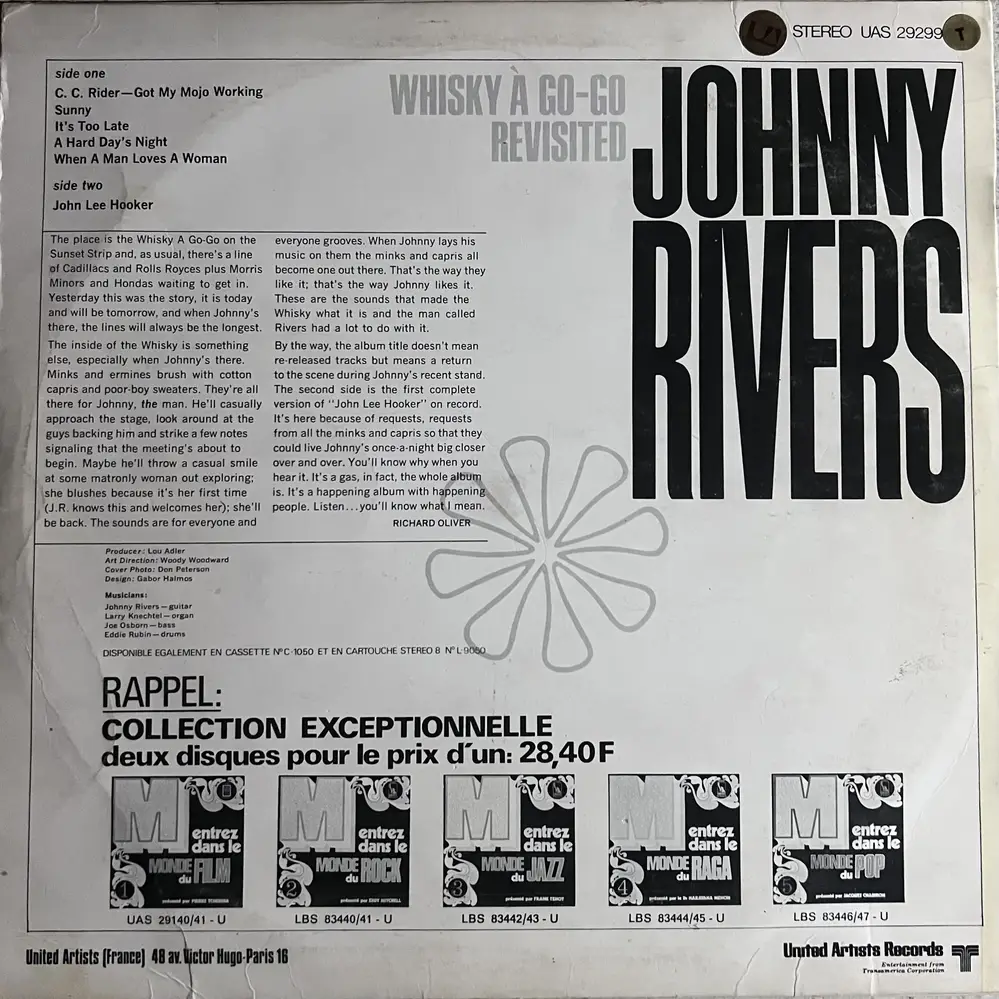 STEREO UAS 29299 T
side one
C. C. Rider—Got My Mojo Working
Sunny
It's Too Late
A Hard Day's Night
When A Man Loves A Woman
side two
John Lee Hooker
WHISKY À GO-GO
REVISITED
JOHNNY
RIVERS
The place is the Whisky A Go-Go on the
Sunset Strip and, as usual, there's a line
of Cadillacs and Rolls Royces plus Morris
Minors and Hondas waiting to get in.
Yesterday this was the story, it is today
and will be tomorrow, and when Johnny's
there, the lines will always be the longest.
The inside of the Whisky is something
else, especially when Johnny's there.
Minks and ermines brush with cotton
capris and poor-boy sweaters. They're all
there for Johnny, the man. He'll casually
approach the stage, look around at the
guys backing him and strike a few notes
signaling that the meeting's about to
begin. Maybe he'll throw a casual smile
at some matronly woman out exploring;
she blushes because it's her first time
(J.R. knows this and welcomes her); she'll
be back. The sounds are for everyone and
everyone grooves. When Johnny lays his
music on them the minks and capris all
become one out there. That's the way they
like it; that's the way Johnny likes it.
These are the sounds that made the
Whisky what it is and the man called
Rivers had a lot to do with it.
By the way, the album title doesn't mean
re-released tracks but means a return
to the scene during Johnny's recent stand.
The second side is the first complete
version of "John Lee Hooker" on record.
It's here because of requests, requests
from all the minks and capris so that they
could live Johnny's once-a-night big closer
over and over. You'll know why when you
hear it. It's a gas, in fact, the whole album
is. It's a happening album with happening
people. Listen...you'll know what I mean.
RICHARD OLIVER
Producer: Lou Adler
Art Direction: Woody Woodward
Cover Photo: Don Peterson
Design: Gabor Halmos
Musicians:
Johnny Rivers—guitar
Larry Knechtel—organ
Joe Osborn—bass
Eddie Rubin—drums
DISPONIBLE EGALEMENT EN CASSETTE N°C·1050 ET EN CARTOUCHE STEREO 8 N°L·9050
RAPPEL:
COLLECTION EXCEPTIONNELLE
deux disques pour le prix d'un: 28,40F
M
entrez
dans le
MONDE
du FILM
1
M
entrez
dans le
MONDE
du ROCK
2
présenté par EDDY MITCHELL
M
entrez
dans le
MONDE
du JAZZ
3
présenté par FRANK TENOT
M
entrez
dans le
MONDE
du RAGA
4
M
entrez
dans le
MONDE
du POP
5
UAS 29140/41 - U
LBS 83440/41 - U
LBS 83442/43 - U
LBS 83444/45 - U
LBS 83446/47 - U
United Artists (France) 48 av. Victor Hugo-Paris 16
United Artists Records
Entertainment from
Transamerica Corporation